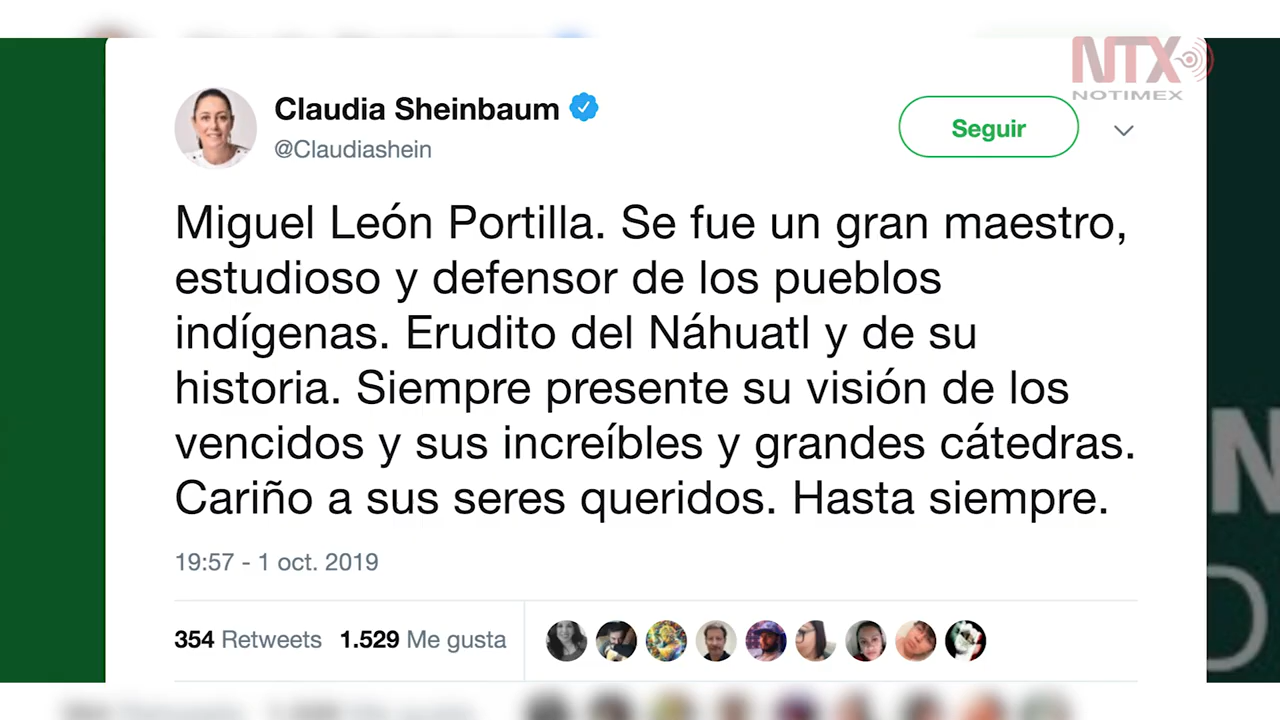 NTX
NOTIMEX
Claudia Sheinbaum
@Claudiashein
Seguir
Miguel León Portilla. Se fue un gran maestro,
estudioso y defensor de los pueblos
indígenas. Erudito del Náhuatl y de su
historia. Siempre presente su visión de los
vencidos y sus increíbles y grandes cátedras.
Cariño a sus seres queridos. Hasta siempre.
19:57 - 1 oct. 2019
354 Retweets 1.529 Me gusta